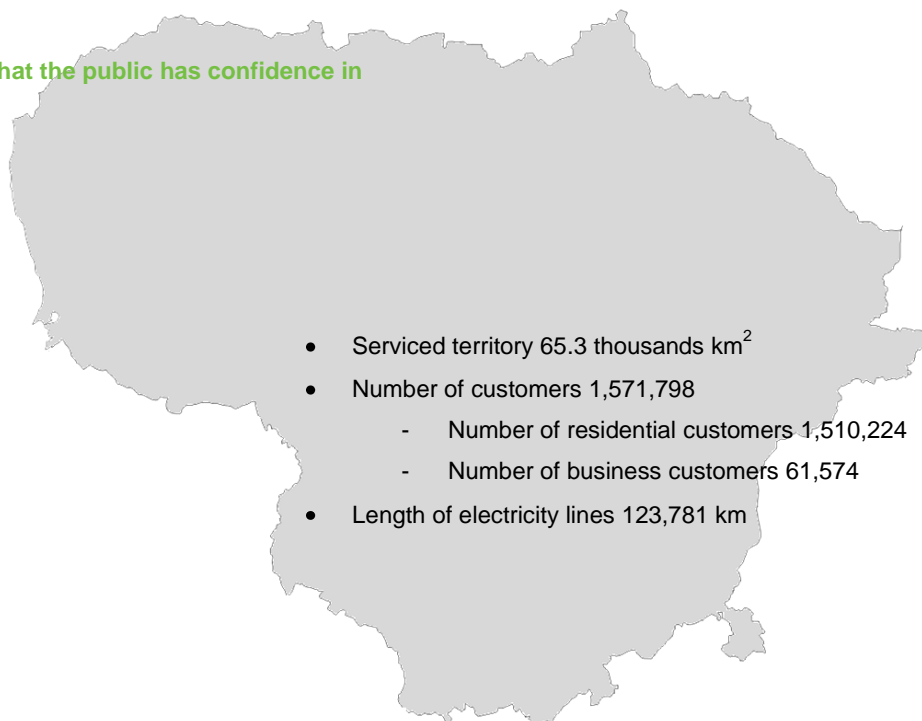 hat the public has confidence in
• Serviced territory 65.3 thousands km²
• Number of customers 1,571,798
- Number of residential customers 1,510,224
- Number of business customers 61,574
• Length of electricity lines 123,781 km